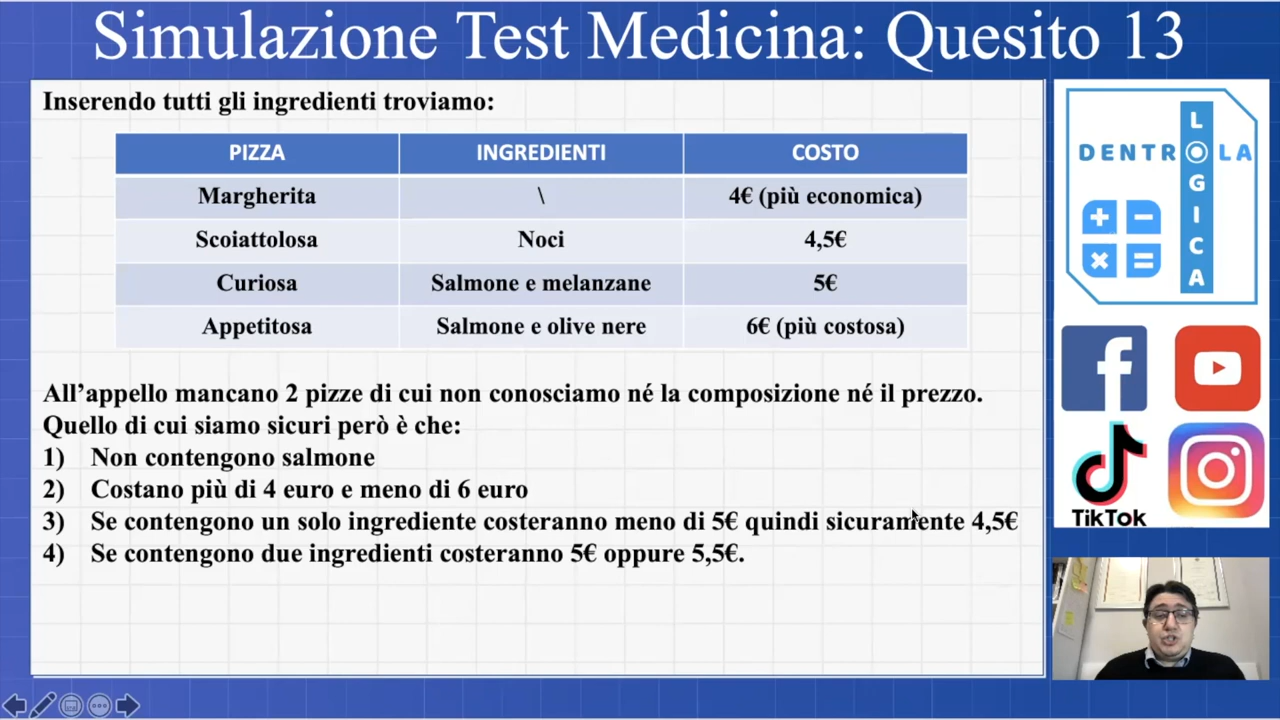 Simulazione Test Medicina: Quesito 13
Inserendo tutti gli ingredienti troviamo:
PIZZA INGREDIENTI COSTO
Margherita \ 4€ (più economica)
Scoiattolosa Noci 4,5€
Curiosa Salmone e melanzane 5€
Appetitosa Salmone e olive nere 6€ (più costosa)
All'appello mancano 2 pizze di cui non conosciamo né la composizione né il prezzo.
Quello di cui siamo sicuri però è che:
1) Non contengono salmone
2) Costano più di 4 euro e meno di 6 euro
3) Se contengono un solo ingrediente costeranno meno di 5€ quindi sicuramente 4,5€
4) Se contengono due ingredienti costeranno 5€ oppure 5,5€.
DENTRO LA
LOGICA
TikTok